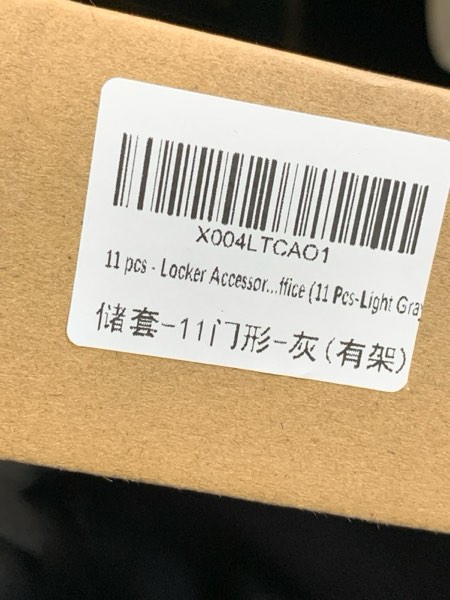 X004LTCAO1
11 pcs - Locker Accessor...ffice (11 Pcs-Light Gray
储套-11门形-灰(有架)